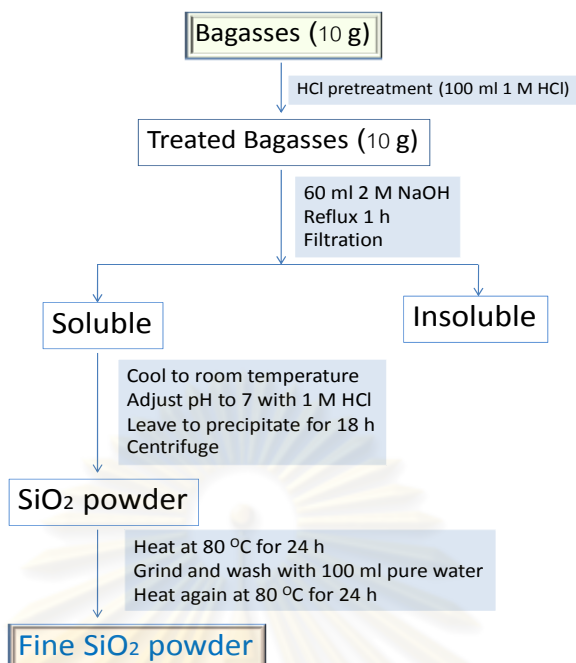 Bagasses (10 g)
HCl pretreatment (100 ml 1 M HCl)
Treated Bagasses (10 g)
60 ml 2 M NaOH
Reflux 1 h
Filtration
Soluble
Insoluble
Cool to room temperature
Adjust pH to 7 with 1 M HCl
Leave to precipitate for 18 h
Centrifuge
SiO₂ powder
Heat at 80 ᴼC for 24 h
Grind and wash with 100 ml pure water
Heat again at 80 ᴼC for 24 h
Fine SiO₂ powder